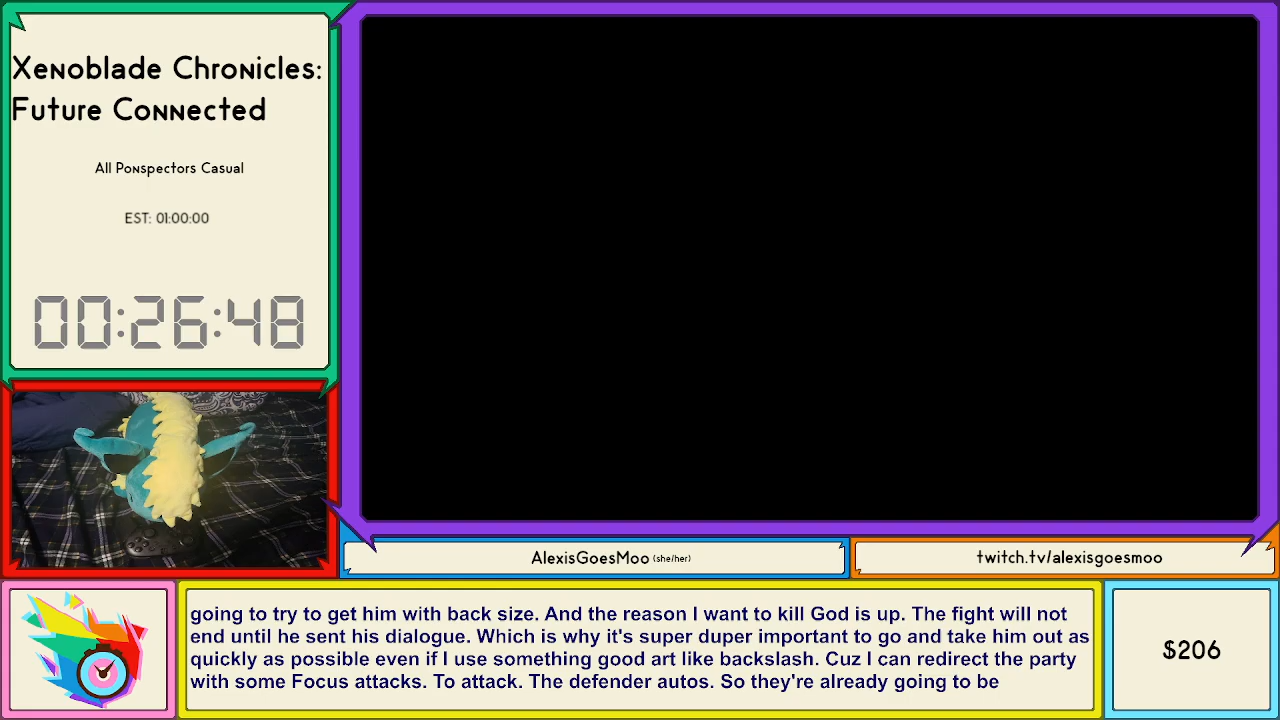 Xenoblade Chronicles:
Future Connected
All Ponspectors Casual
EST: 01:00:00
00:26:48
AlexisGoesMoo (she/her)
twitch.tv/alexisgoesmoo
going to try to get him with back size. And the reason I want to kill God is up. The fight will not
end until he sent his dialogue. Which is why it's super duper important to go and take him out as
quickly as possible even if I use something good art like backslash. Cuz I can redirect the party
with some Focus attacks. To attack. The defender autos. So they're already going to be
$206